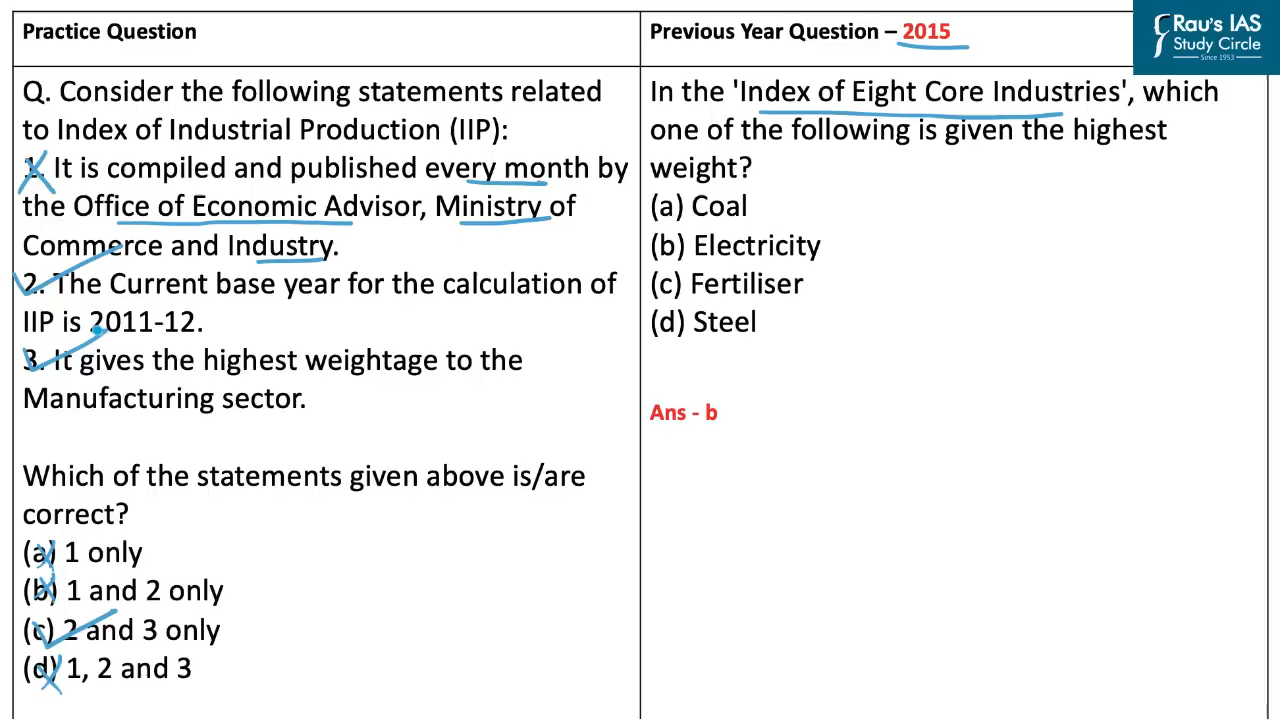 Practice Question
Q. Consider the following statements related
to Index of Industrial Production (IIP):
1. It is compiled and published every month by
the Office of Economic Advisor, Ministry of
Commerce and Industry.
2. The Current base year for the calculation of
IIP is 2011-12.
3. It gives the highest weightage to the
Manufacturing sector.
Which of the statements given above is/are
correct?
(a) 1 only
(b) 1 and 2 only
(c) 2 and 3 only
(d) 1, 2 and 3
Previous Year Question – 2015
In the 'Index of Eight Core Industries', which
one of the following is given the highest
weight?
(a) Coal
(b) Electricity
(c) Fertiliser
(d) Steel
Ans - b
Rau's IAS
Study Circle
Since 1953